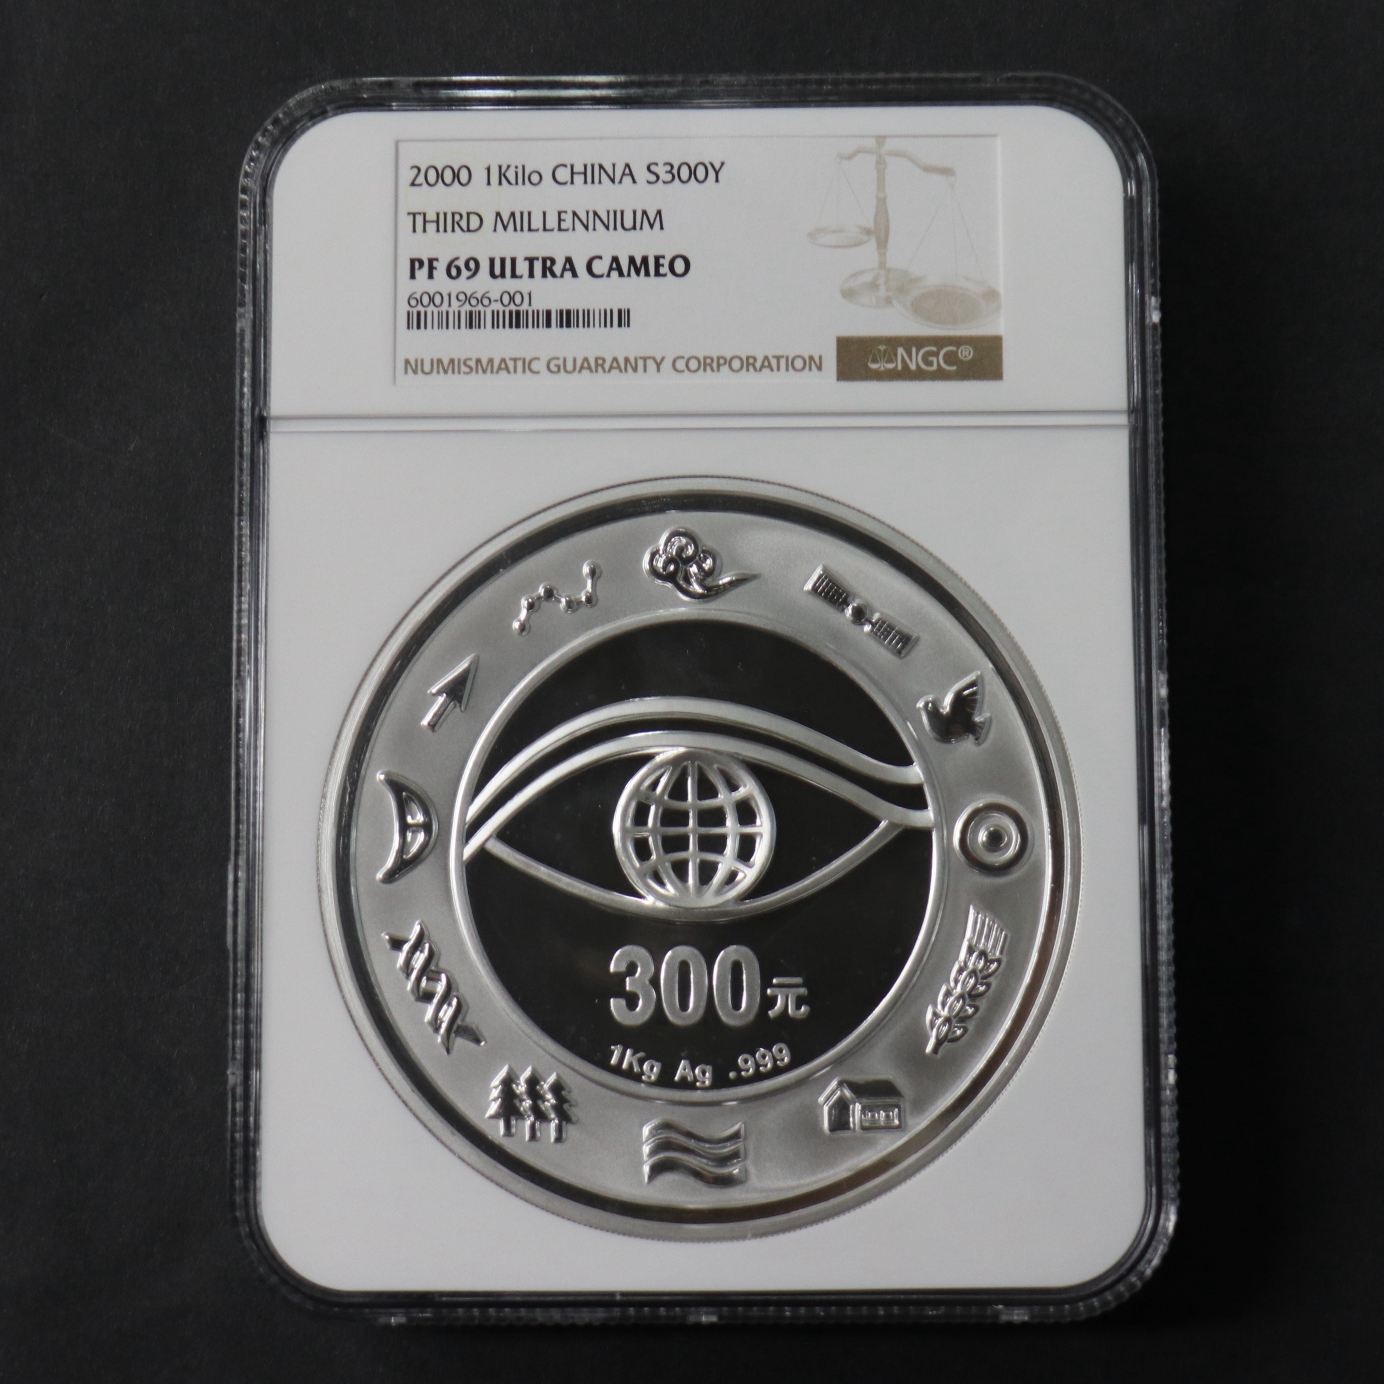 2000 1Kilo CHINA S300Y
THIRD MILLENNIUM
PF 69 ULTRA CAMEO
6001966-001
NUMISMATIC GUARANTY CORPORATION
NGC®
300元
1Kg Ag .999